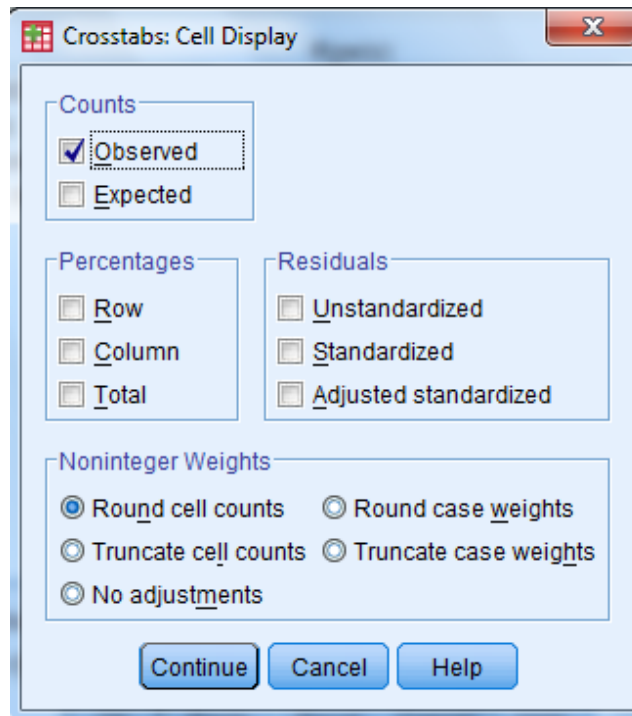 Crosstabs: Cell Display
X
Counts
Observed
Expected
Percentages
Row
Column
Total
Residuals
Unstandardized
Standardized
Adjusted standardized
Noninteger Weights
Round cell counts Round case weights
Truncate cell counts Truncate case weights
No adjustments
Continue Cancel Help